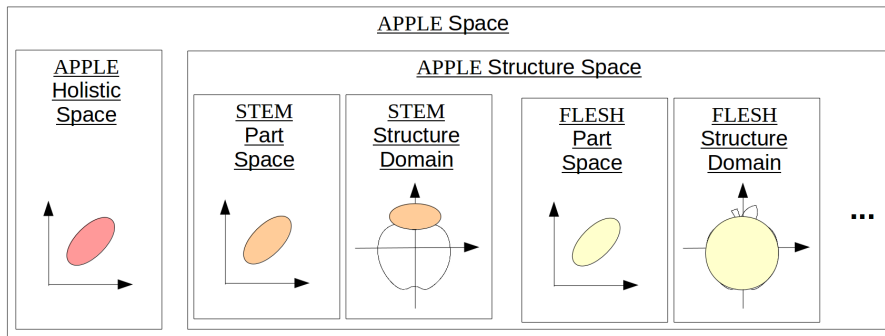 APPLE Space
APPLE
Holistic
Space
APPLE Structure Space
STEM
Part
Space
STEM
Structure
Domain
FLESH
Part
Space
FLESH
Structure
Domain
...